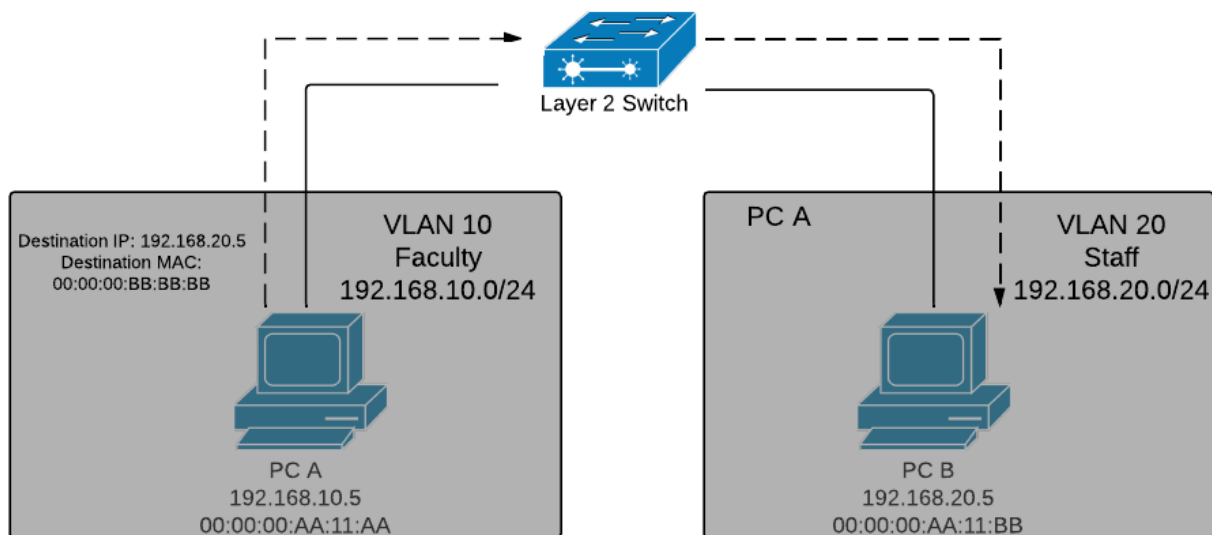 Layer 2 Switch
Destination IP: 192.168.20.5
Destination MAC:
00:00:00:BB:BB:BB
VLAN 10
Faculty
192.168.10.0/24
PC A
192.168.10.5
00:00:00:AA:11:AA
PC A
VLAN 20
Staff
192.168.20.0/24
PC B
192.168.20.5
00:00:00:AA:11:BB